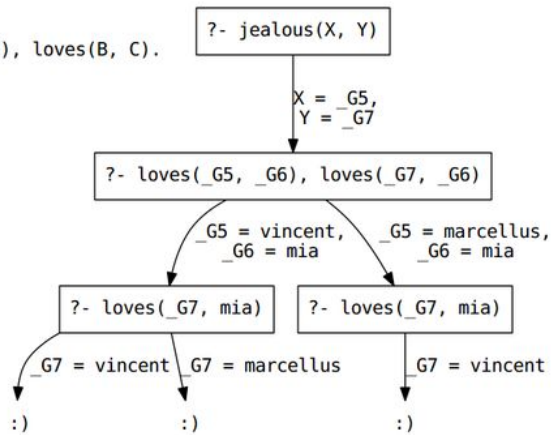 ?- jealous(X, Y)
), loves(B, C).
X = _G5,
Y = _G7
?- loves(_G5, _G6), loves(_G7, _G6)
_G5 = vincent,
_G6 = mia
_G5 = marcellus,
_G6 = mia
?- loves(_G7, mia)
?- loves(_G7, mia)
_G7 = vincent
_G7 = marcellus
_G7 = vincent
:)
:)
:)